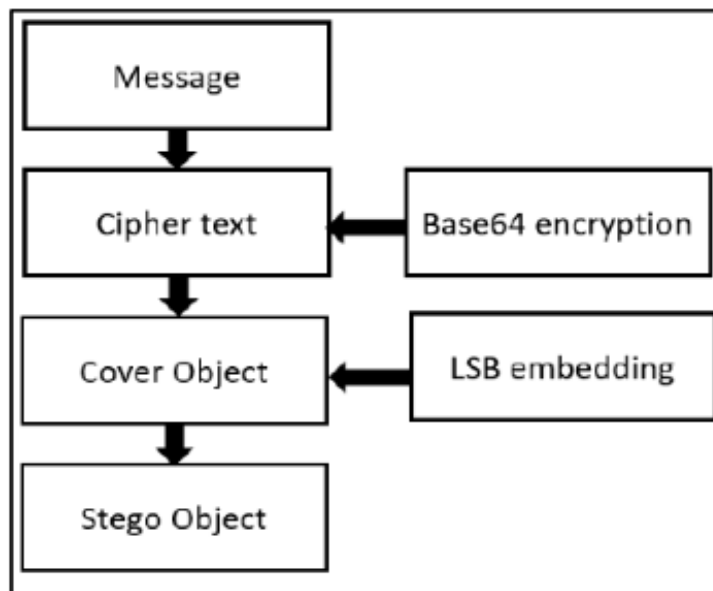 Message
Cipher text
Base64 encryption
Cover Object
LSB embedding
Stego Object